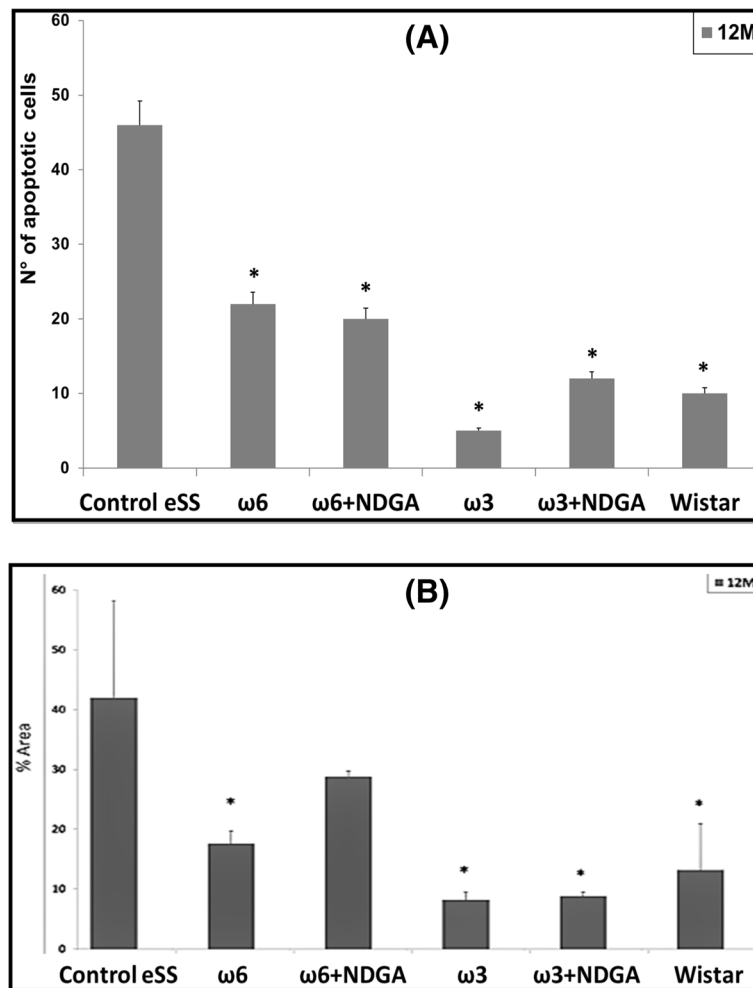 (A)
12M
N° of apoptotic cells
60
50
40
30
20
10
0
*
*
*
*
*
Control eSS ω6 ω6+NDGA ω3 ω3+NDGA Wistar
(B)
12M
% Area
60
50
40
30
20
10
0
*
*
*
*
Control eSS ω6 ω6+NDGA ω3 ω3+NDGA Wistar